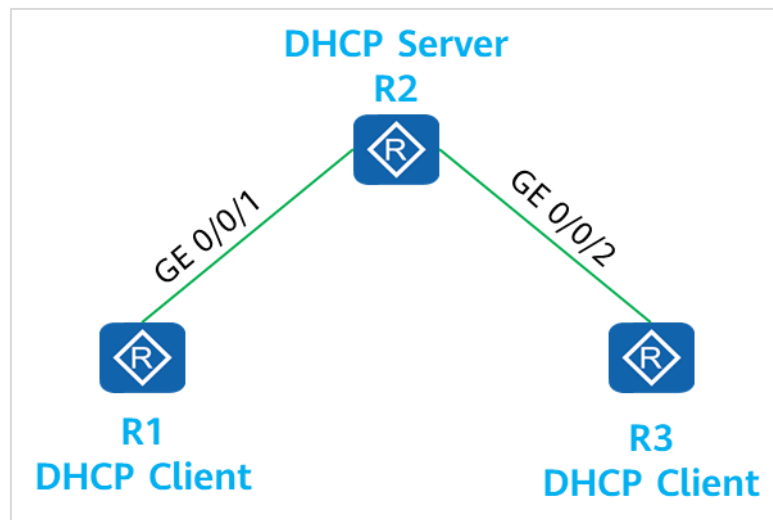 DHCP Server
R2
R
GE 0/0/1
GE 0/0/2
R
R
R1
DHCP Client
R3
DHCP Client